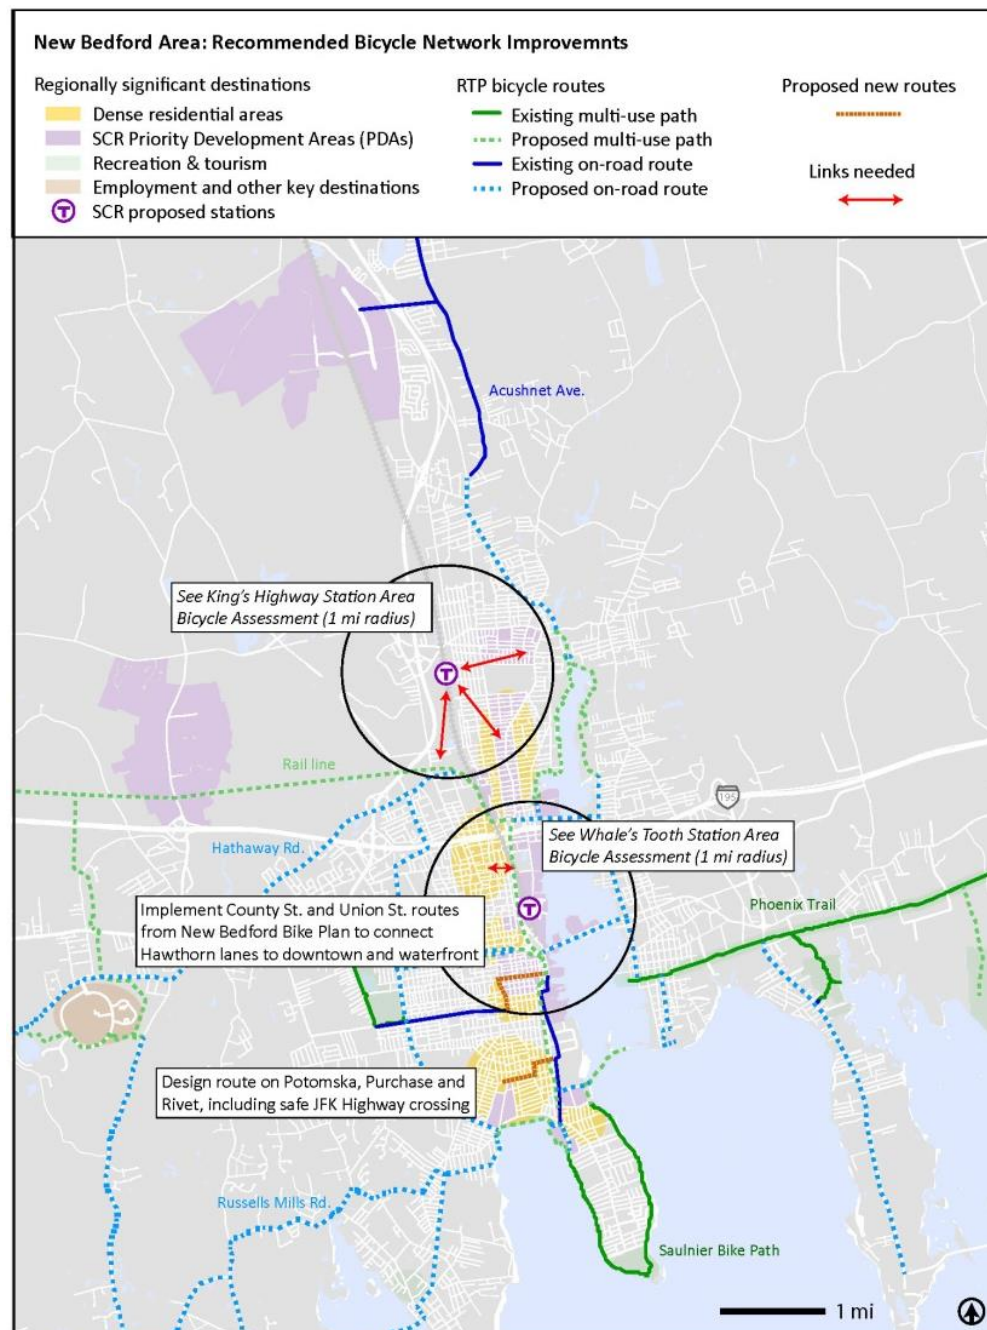 New Bedford Area: Recommended Bicycle Network Improvemnts
Regionally significant destinations
Dense residential areas
SCR Priority Development Areas (PDAs)
Recreation & tourism
Employment and other key destinations
T
SCR proposed stations
RTP bicycle routes
Existing multi-use path
Proposed multi-use path
Existing on-road route
Proposed on-road route
Proposed new routes
Links needed
Acushnet Ave.
See King's Highway Station Area
Bicycle Assessment (1 mi radius)
T
Rail line
195
Hathaway Rd.
See Whale's Tooth Station Area
Bicycle Assessment (1 mi radius)
Implement County St. and Union St. routes
from New Bedford Bike Plan to connect
Hawthorn lanes to downtown and waterfront
T
Phoenix Trail
Design route on Potomska, Purchase and
Rivet, including safe JFK Highway crossing
Russells Mills Rd.
Saulnier Bike Path
1 mi